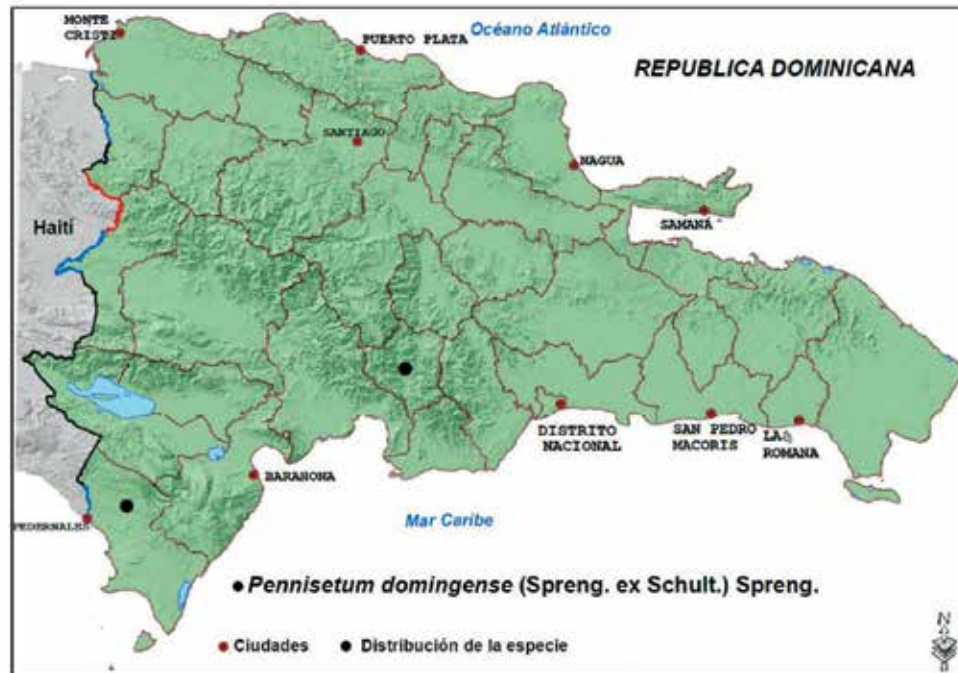 MONTE
CRISTI
Océano Atlántico
PUERTO PLATA
REPUBLICA DOMINICANA
SANTIAGO
NAGUA
Haití
SAMANÁ
DISTRITO
NACIONAL
SAN PEDRO
MACORIS
LA
ROMANA
BARAHONA
PEDERNALES
Mar Caribe
Pennisetum domingense (Spreng. ex Schult.) Spreng.
Ciudades
Distribución de la especie
N